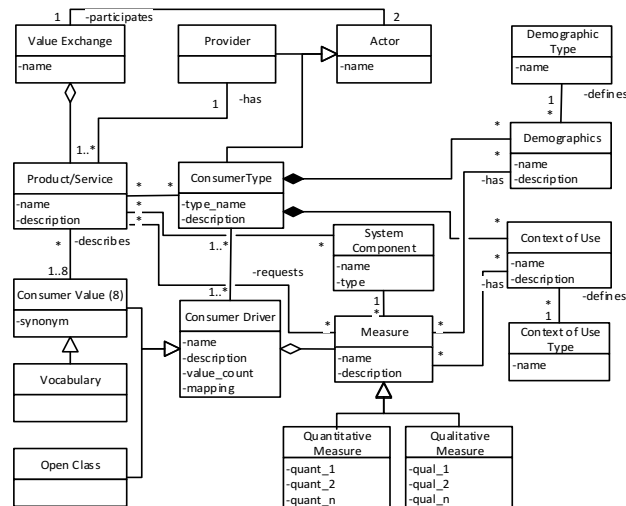 1
-participates
2
Value Exchange
-name
Provider
Actor
-name
Demographic
Type
-name
1
-has
1
-defines
*
1..*
*
Demographics
-name
-description
*
-has
Product/Service
-name
-description
*
*
*
*
ConsumerType
-type_name
-description
System
Component
-name
-type
*
*
Context of Use
-name
-description
*
-has
-defines
*
-describes
1..*
*
1..8
-requests
1
*
*
1
Consumer Value (8)
-synonym
1..*
Consumer Driver
-name
-description
-value_count
-mapping
*
Measure
-name
-description
*
*
Context of Use
Type
-name
Vocabulary
Open Class
Quantitative
Measure
-quant_1
-quant_2
-quant_n
Qualitative
Measure
-qual_1
-qual_2
-qual_n